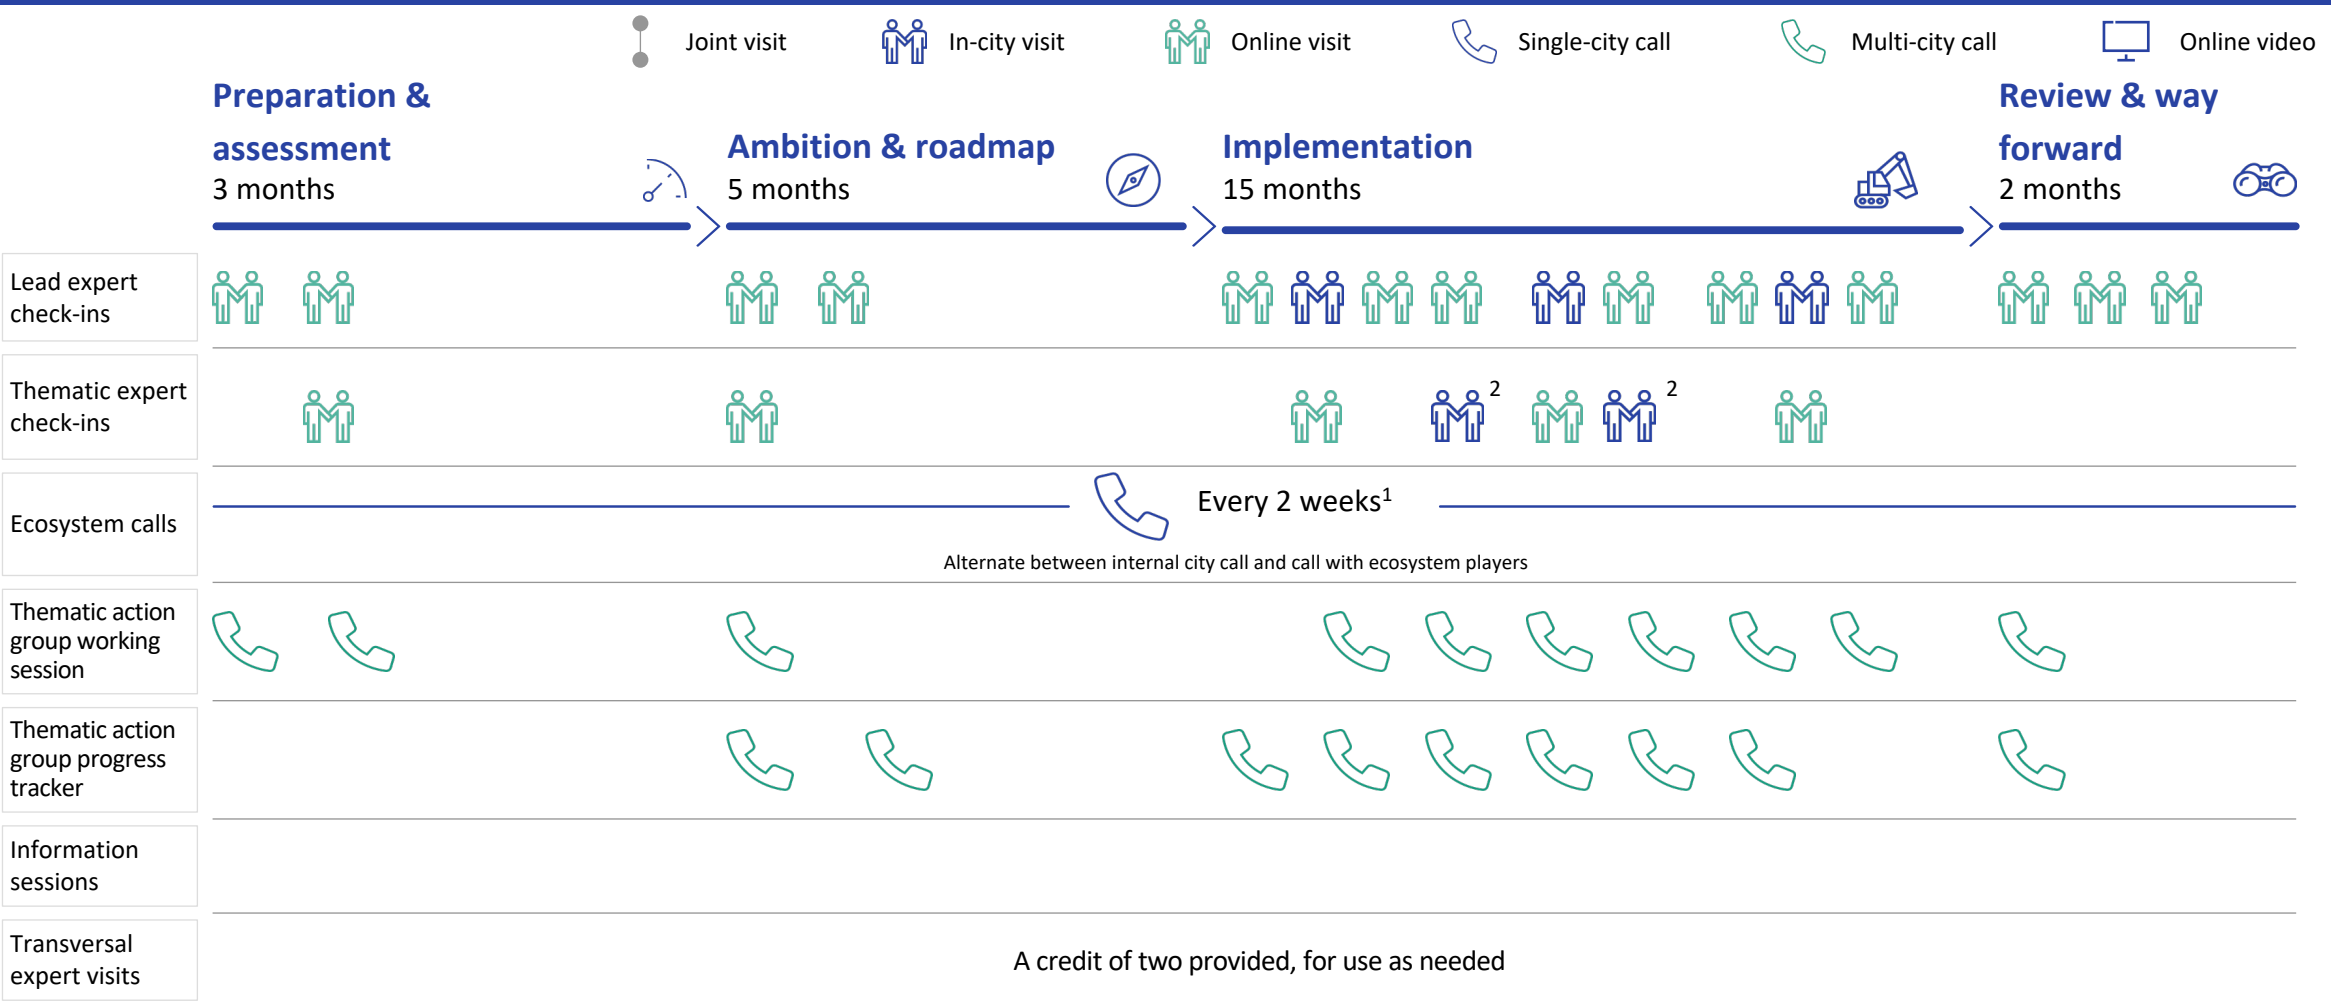 Joint visit
In-city visit
Online visit
Single-city call
Multi-city call
Online video
Preparation &
assessment
3 months
Ambition & roadmap
5 months
Implementation
15 months
Review & way
forward
2 months
Lead expert
check-ins
Thematic expert
check-ins
2
2
Ecosystem calls
Every 2 weeks1
Alternate between internal city call and call with ecosystem players
Thematic action
group working
session
Thematic action
group progress
tracker
Information
sessions
Transversal
expert visits
A credit of two provided, for use as needed